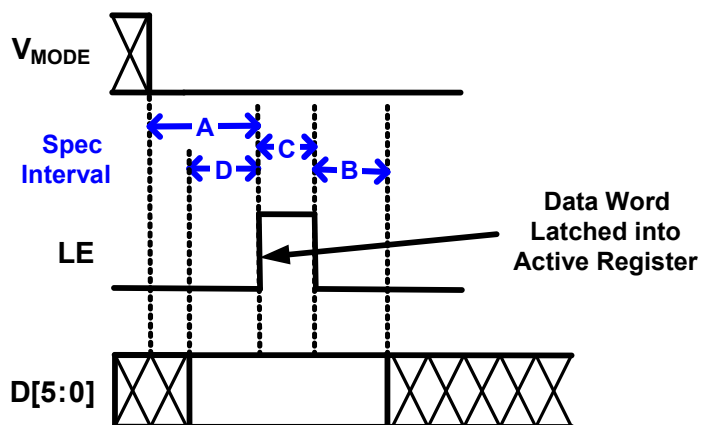 VMODE
A
Spec
Interval
C
D
B
Data Word
Latched into
Active Register
LE
D[5:0]